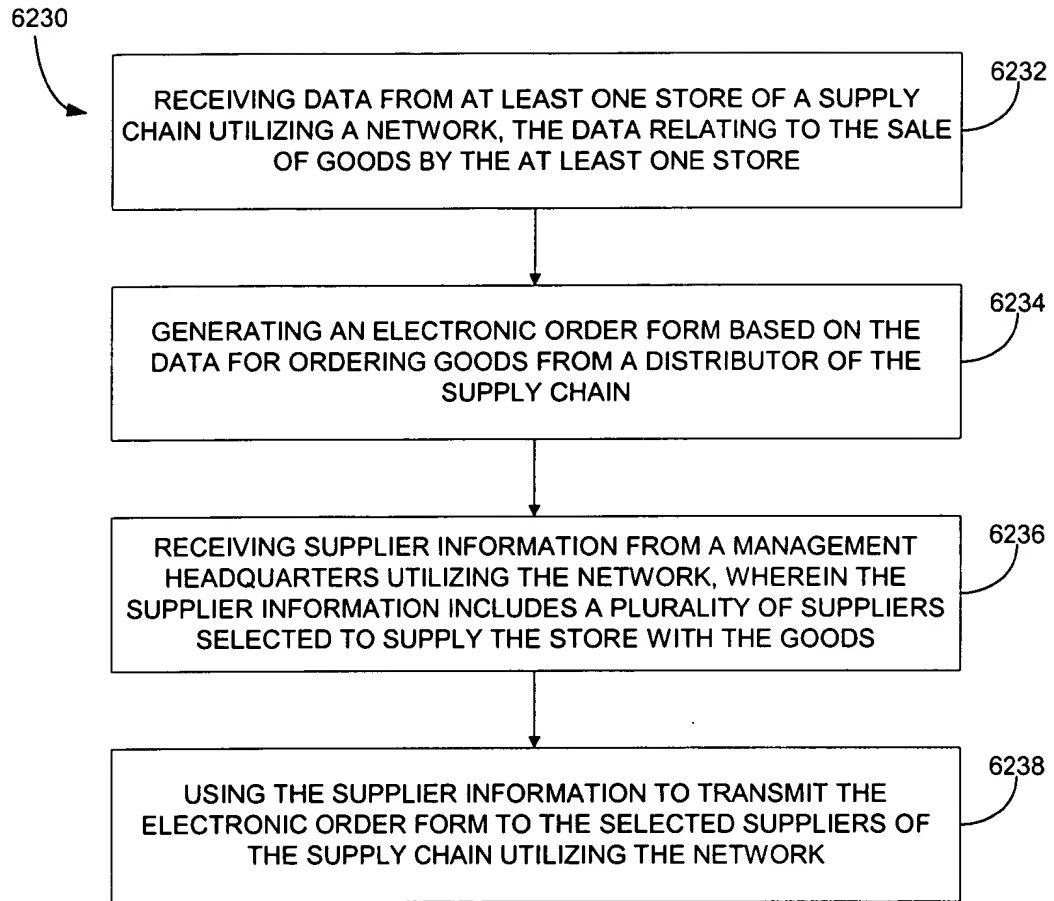 6230
6232
RECEIVING DATA FROM AT LEAST ONE STORE OF A SUPPLY
CHAIN UTILIZING A NETWORK, THE DATA RELATING TO THE SALE
OF GOODS BY THE AT LEAST ONE STORE
6234
GENERATING AN ELECTRONIC ORDER FORM BASED ON THE
DATA FOR ORDERING GOODS FROM A DISTRIBUTOR OF THE
SUPPLY CHAIN
6236
RECEIVING SUPPLIER INFORMATION FROM A MANAGEMENT
HEADQUARTERS UTILIZING THE NETWORK, WHEREIN THE
SUPPLIER INFORMATION INCLUDES A PLURALITY OF SUPPLIERS
SELECTED TO SUPPLY THE STORE WITH THE GOODS
6238
USING THE SUPPLIER INFORMATION TO TRANSMIT THE
ELECTRONIC ORDER FORM TO THE SELECTED SUPPLIERS OF
THE SUPPLY CHAIN UTILIZING THE NETWORK